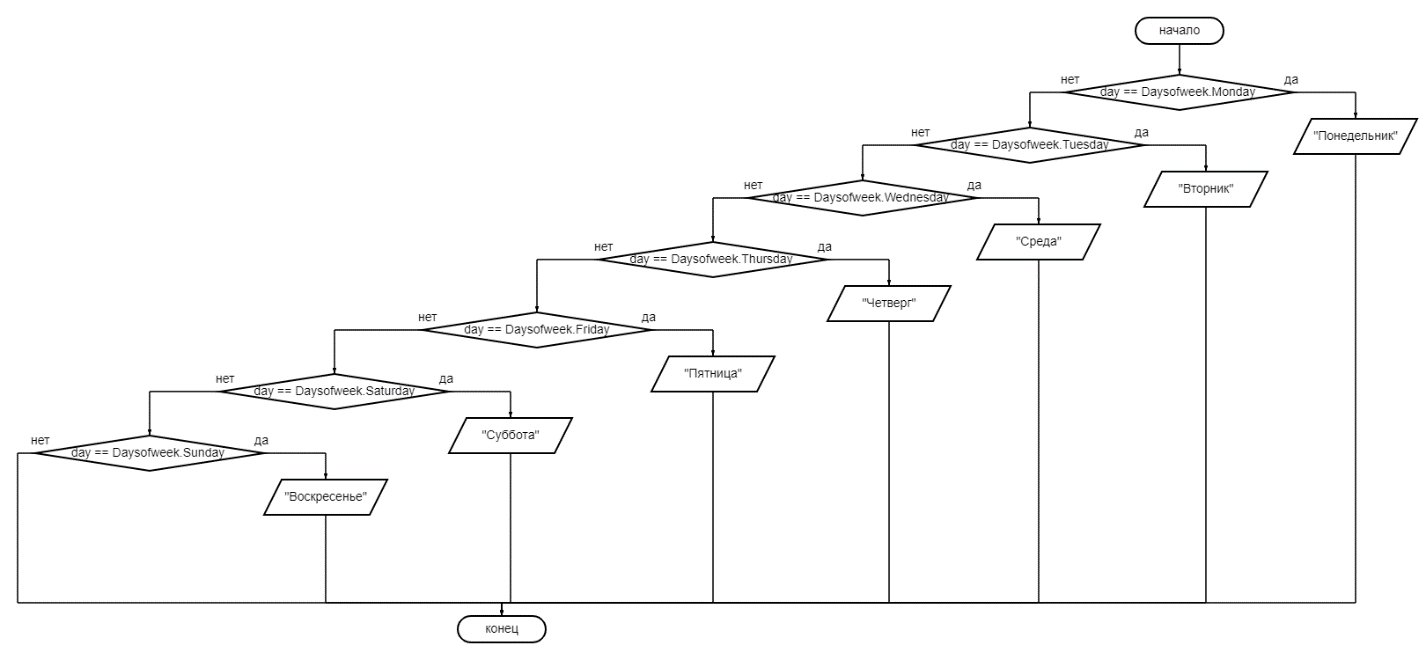 начало
нет
да
day == Daysofweek.Monday
"Понедельник"
нет
да
day == Daysofweek.Tuesday
"Вторник"
нет
да
day == Daysofweek.Wednesday
"Среда"
нет
да
day == Daysofweek.Thursday
"Четверг"
нет
да
day == Daysofweek.Friday
"Пятница"
нет
да
day == Daysofweek.Saturday
"Суббота"
нет
да
day == Daysofweek.Sunday
"Воскресенье"
конец